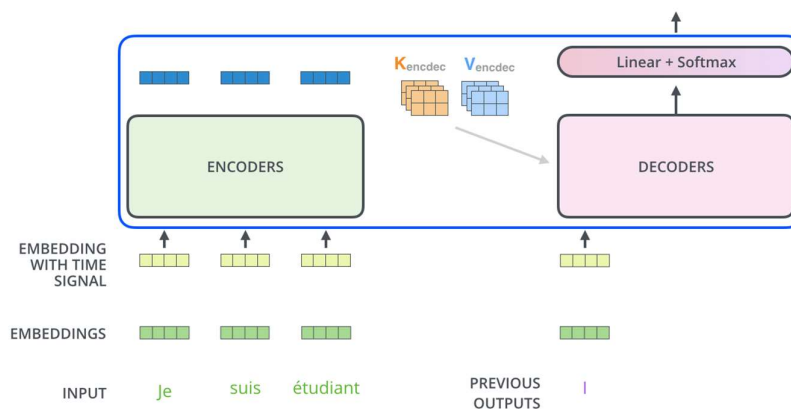 Kencdec
Vencdec
Linear + Softmax
ENCODERS
DECODERS
EMBEDDING
WITH TIME
SIGNAL
EMBEDDINGS
INPUT
Je
suis
étudiant
PREVIOUS
OUTPUTS
I